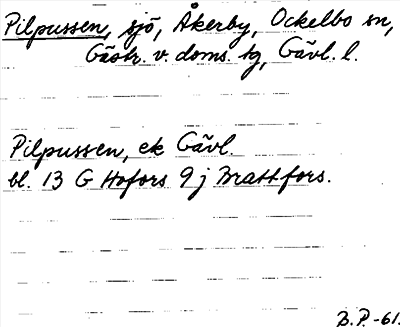 Pilpussen, sjö, Åkerby, Ockelbo sn,
Gästr. v. doms. tg, Gävl. l.
Pilpussen, ek Gävl.
bl. 13 G Hofors 9 j Brattfors.
B.P.-61.